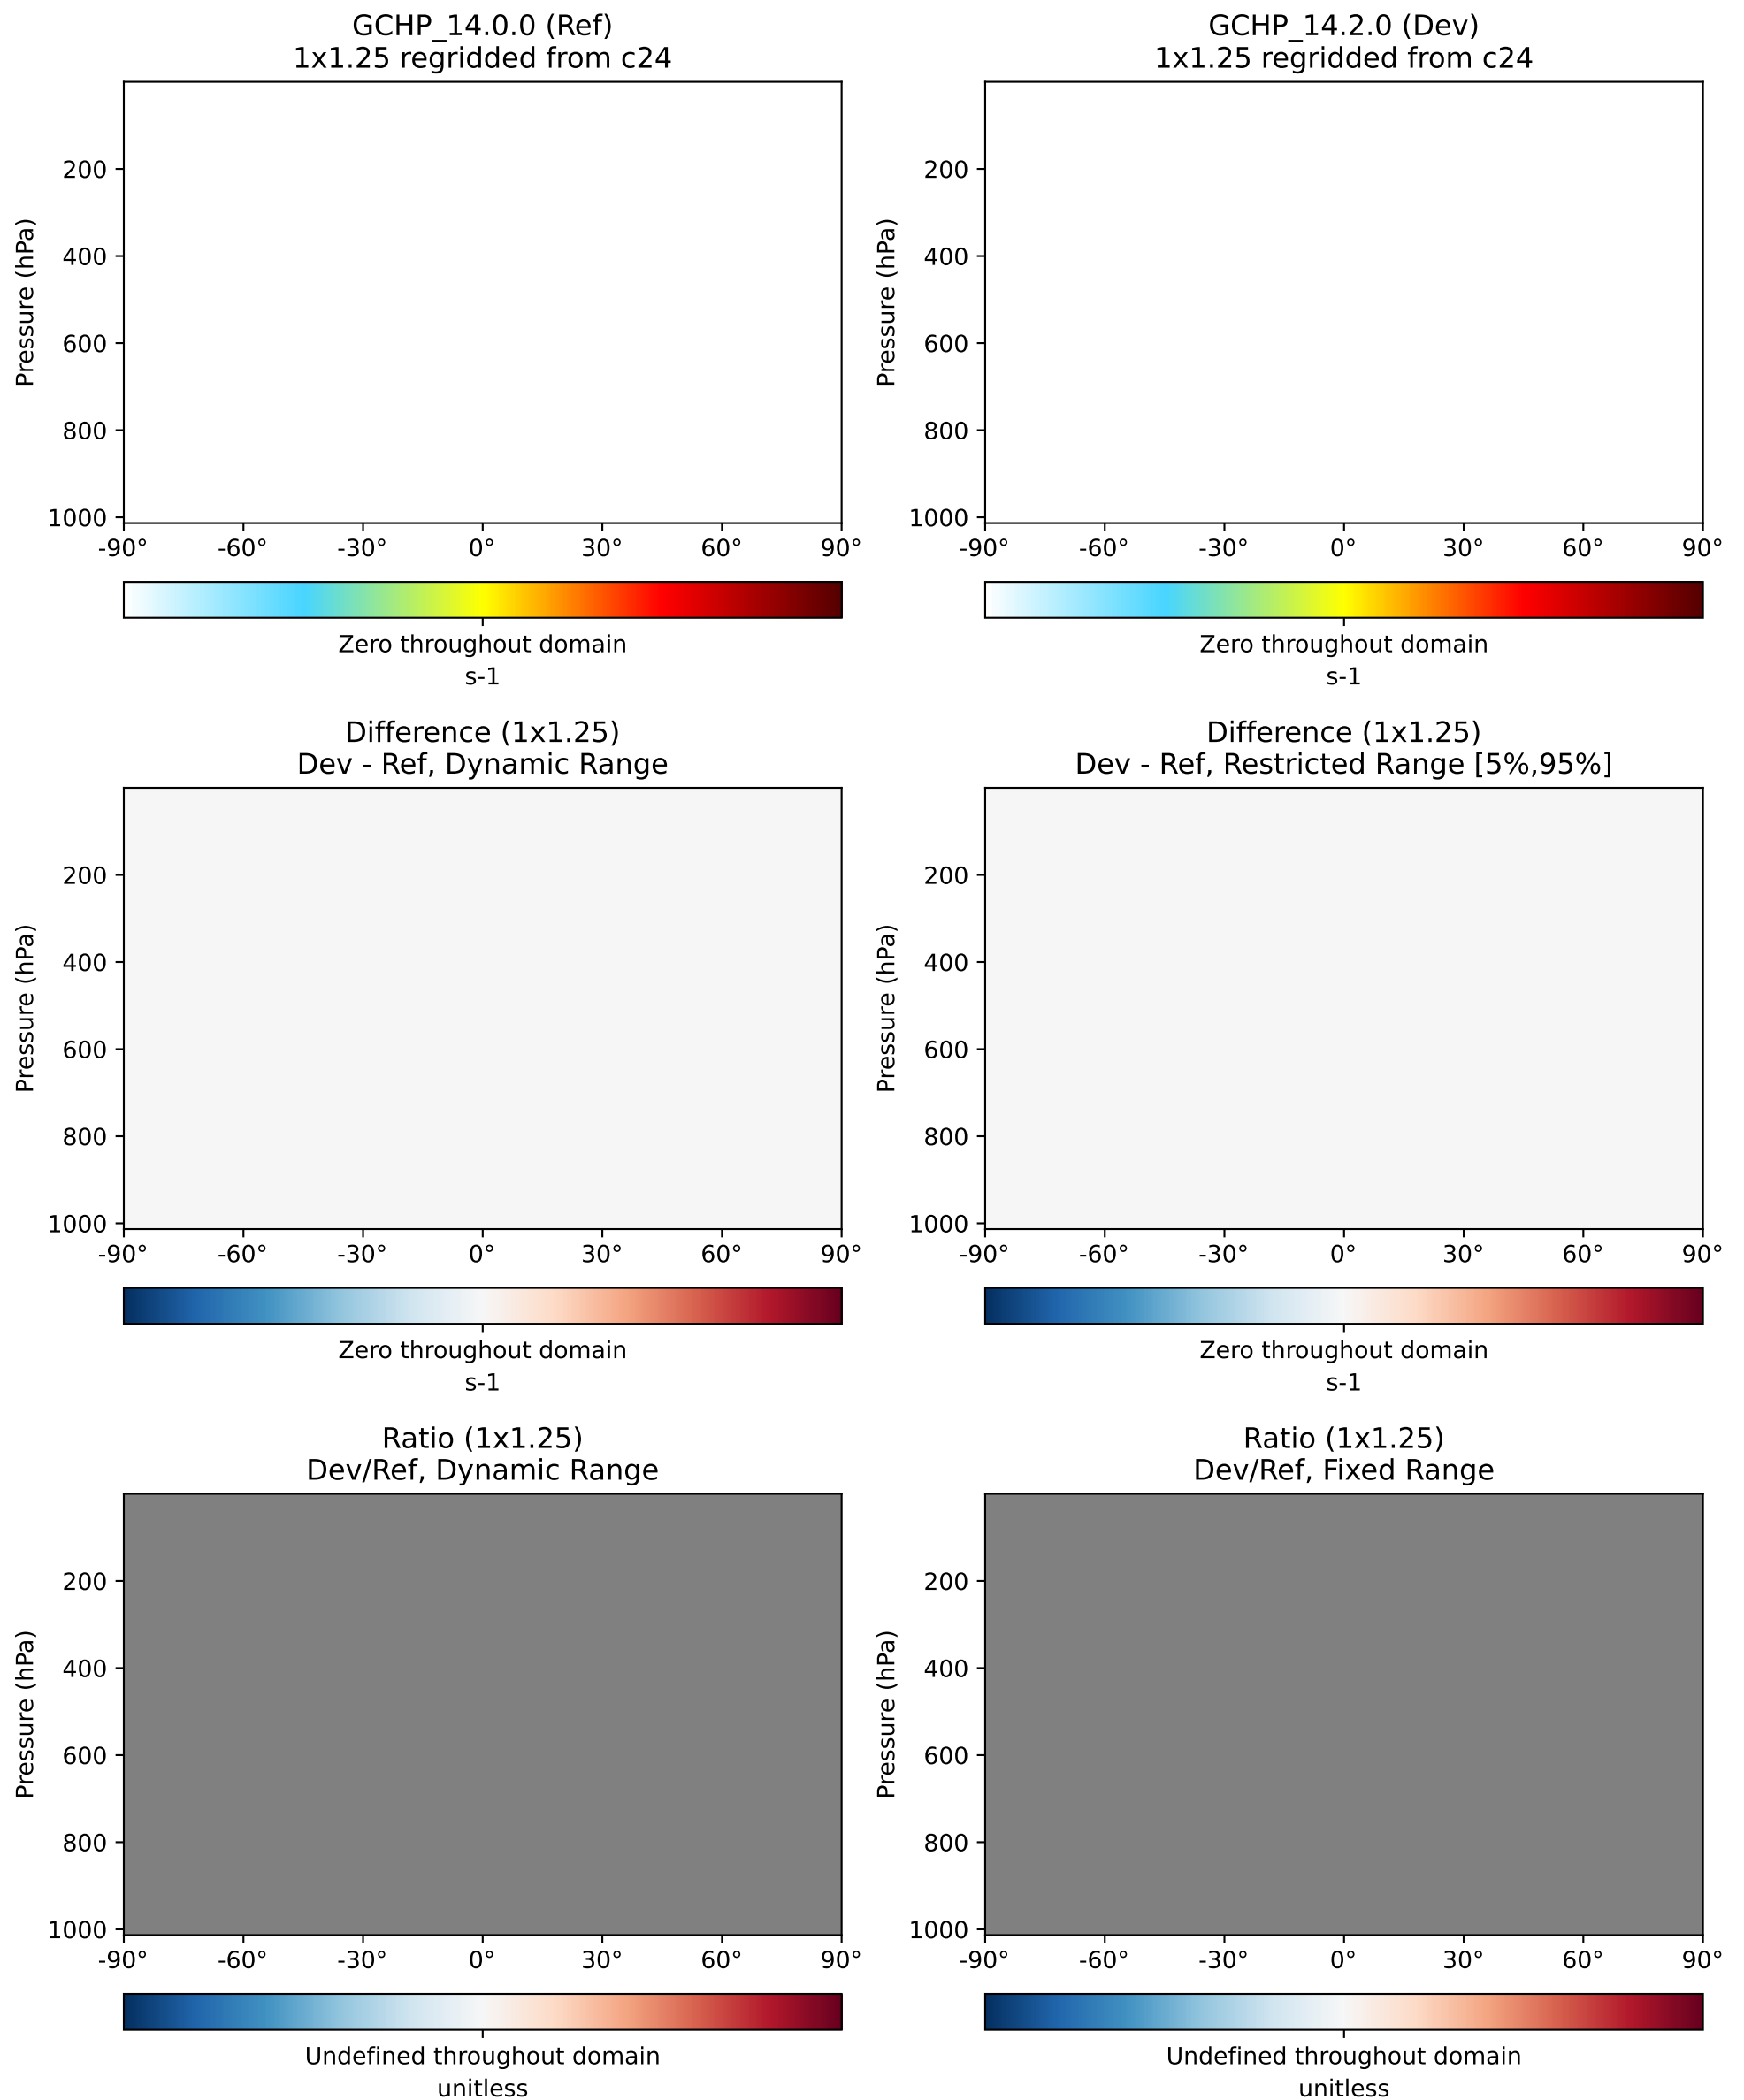 GCHP_14.0.0 (Ref)
1x1.25 regridded from c24
Pressure (hPa)
200
400
600
800
1000
-90° -60° -30° 0° 30° 60° 90°
Zero throughout domain
s-1
GCHP_14.2.0 (Dev)
1x1.25 regridded from c24
Pressure (hPa)
200
400
600
800
1000
-90° -60° -30° 0° 30° 60° 90°
Zero throughout domain
s-1
Difference (1x1.25)
Dev - Ref, Dynamic Range
Pressure (hPa)
200
400
600
800
1000
-90° -60° -30° 0° 30° 60° 90°
Zero throughout domain
s-1
Difference (1x1.25)
Dev - Ref, Restricted Range [5%,95%]
Pressure (hPa)
200
400
600
800
1000
-90° -60° -30° 0° 30° 60° 90°
Zero throughout domain
s-1
Ratio (1x1.25)
Dev/Ref, Dynamic Range
Pressure (hPa)
200
400
600
800
1000
-90° -60° -30° 0° 30° 60° 90°
Undefined throughout domain
unitless
Ratio (1x1.25)
Dev/Ref, Fixed Range
Pressure (hPa)
200
400
600
800
1000
-90° -60° -30° 0° 30° 60° 90°
Undefined throughout domain
unitless